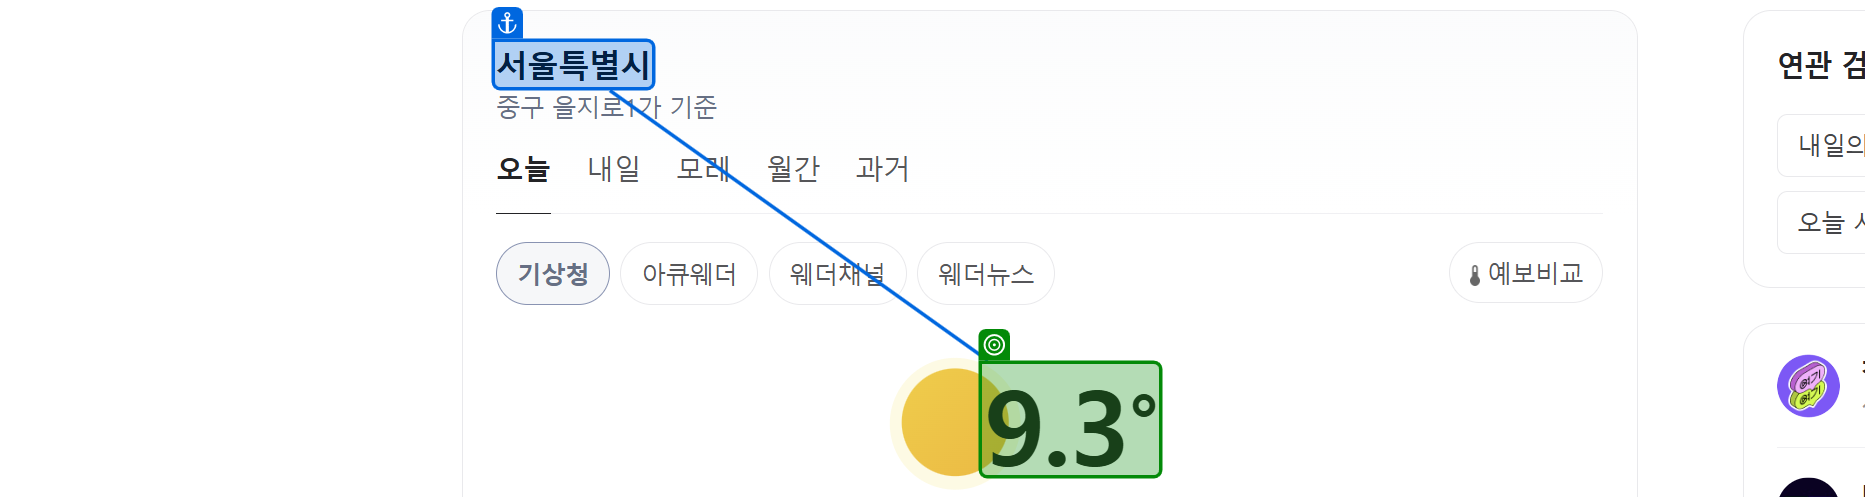 서울특별시
중구 을지로1가 기준
오늘 내일 모레 월간 과거
기상청 아큐웨더 웨더채널 웨더뉴스 예보비교
9.3°
연관
내일의
오늘